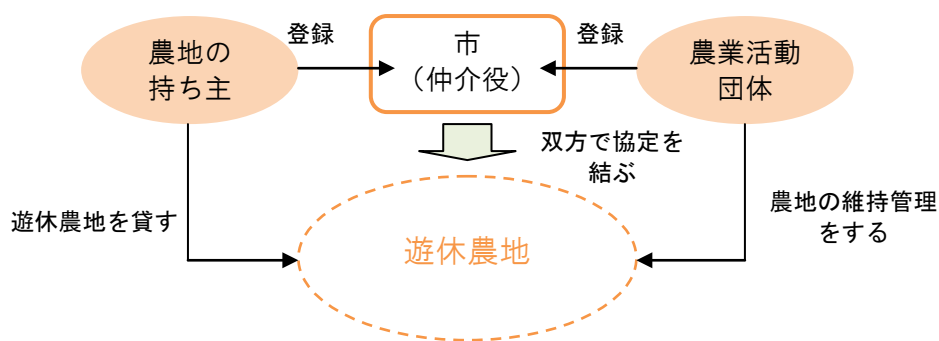 登録
登録
農地の
持ち主
市
（仲介役）
農業活動
団体
双方で協定を
結ぶ
遊休農地を貸す
農地の維持管理
をする
遊休農地